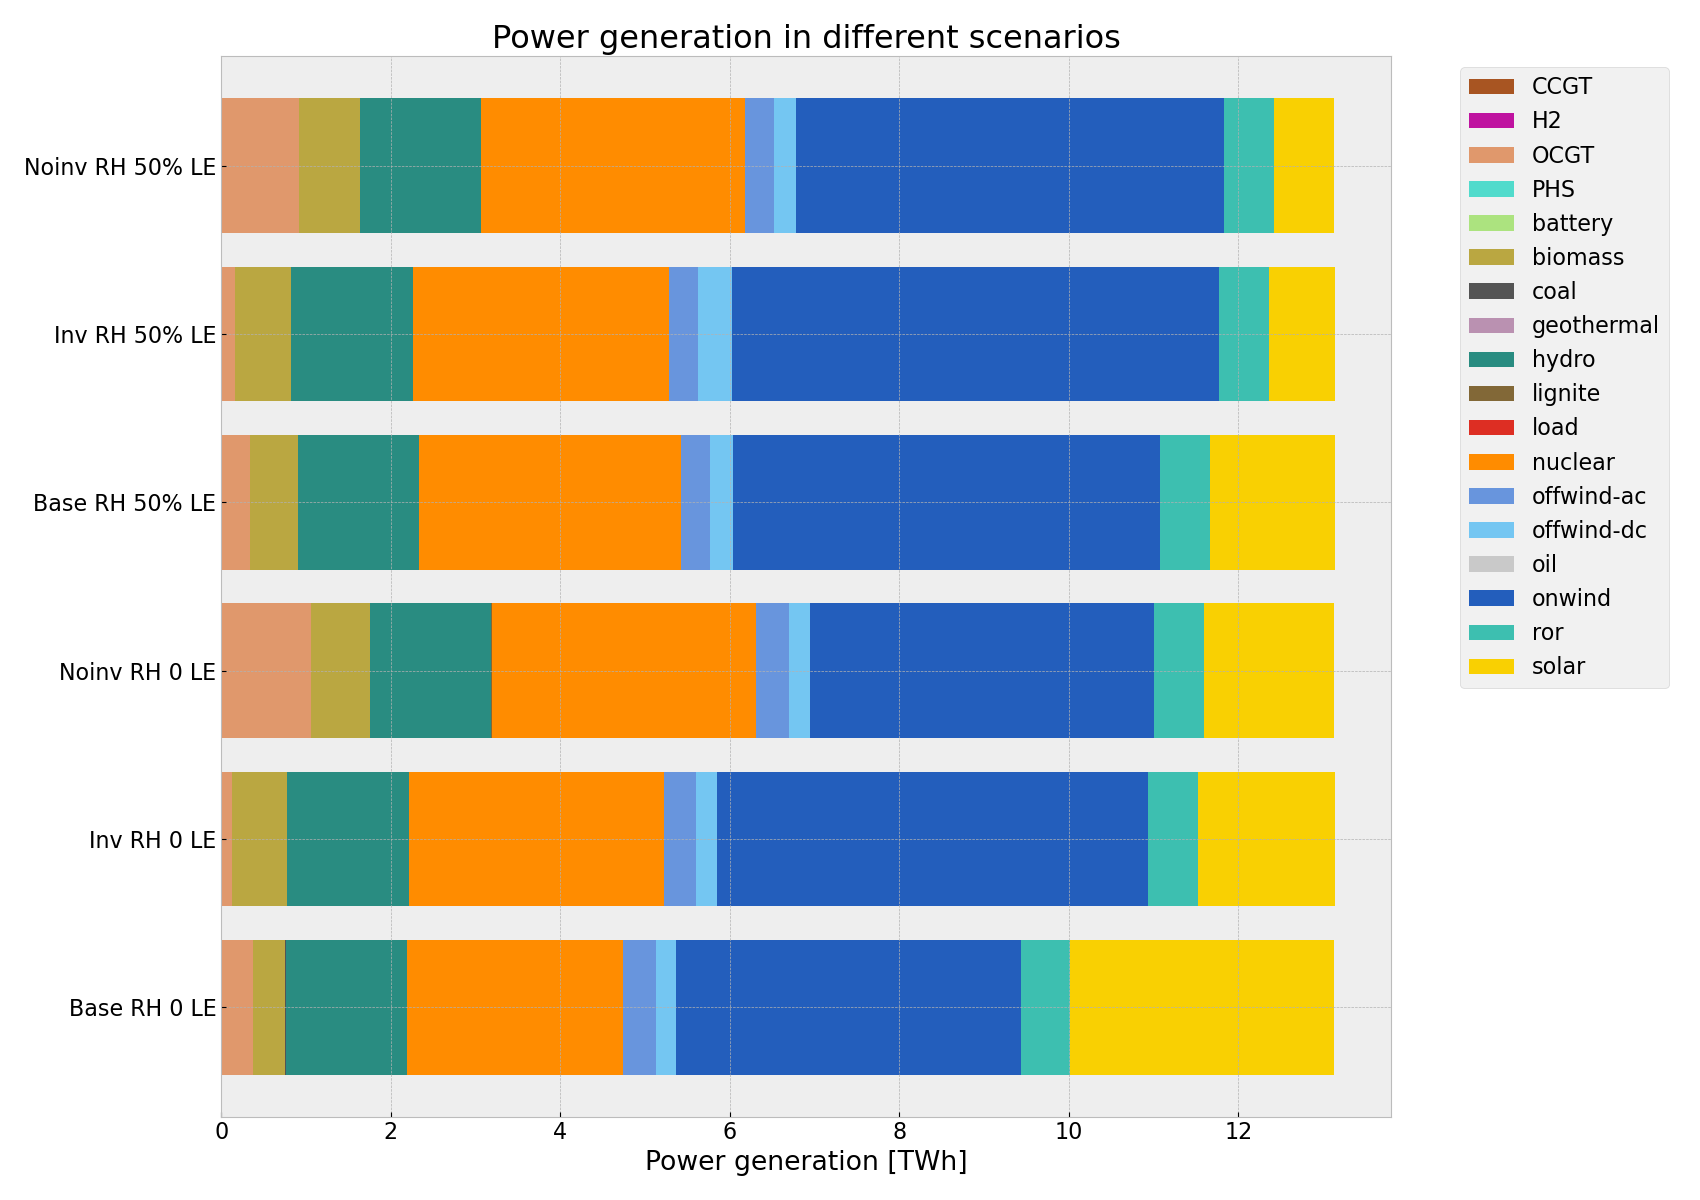 Power generation in different scenarios
Noinv RH 50% LE
Inv RH 50% LE
Base RH 50% LE
Noinv RH 0 LE
Inv RH 0 LE
Base RH 0 LE
0 2 4 6 8 10 12
Power generation [TWh]
CCGT
H2
OCGT
PHS
battery
biomass
coal
geothermal
hydro
lignite
load
nuclear
offwind-ac
offwind-dc
oil
onwind
ror
solar